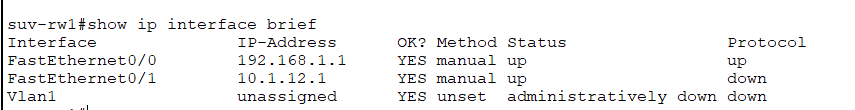 suv-rw1#show ip interface brief
Interface IP-Address OK? Method Status Protocol
FastEthernet0/0 192.168.1.1 YES manual up up
FastEthernet0/1 10.1.12.1 YES manual up down
Vlan1 unassigned YES unset administratively down down